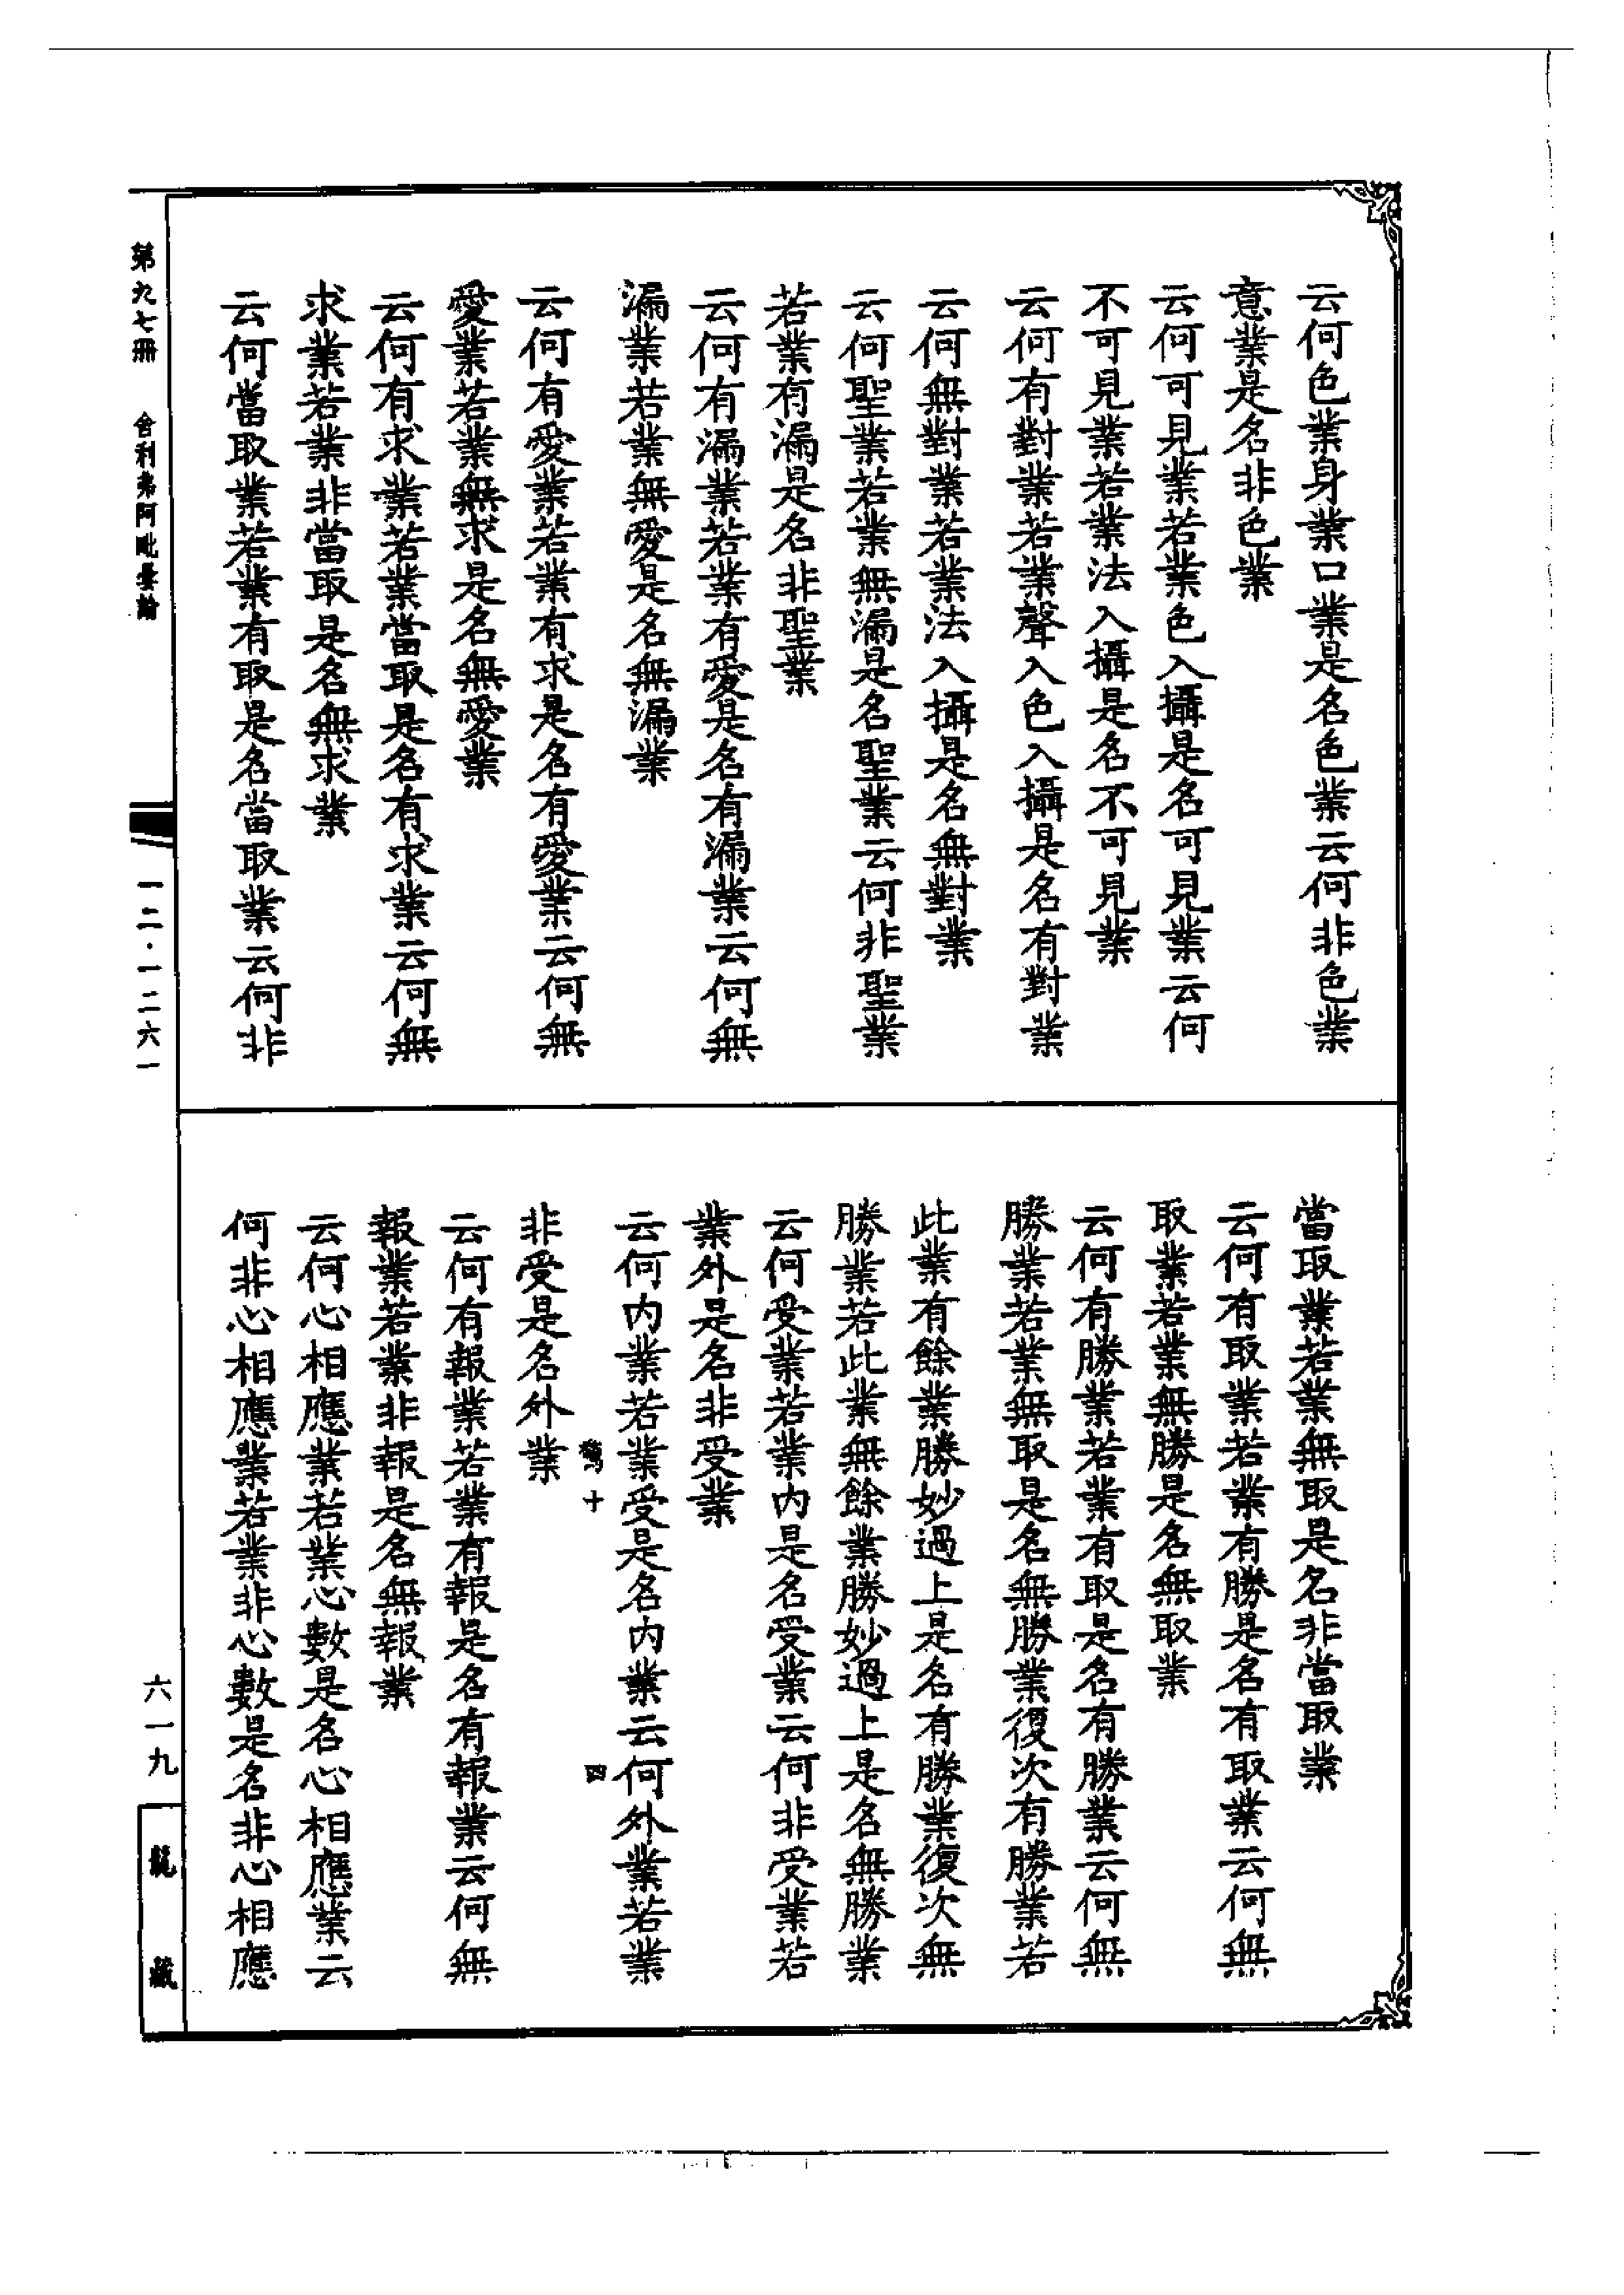 云何色業身業口業是名色業云何非色業
意業是名非色業
云何可見業若業色入攝是名可見業云何
不可見業若業法入攝是名不可見業
云何有對業若業聲入色入攝是名有對業
云何無對業若業法入攝是名無對業
云何聖業若業無漏是名聖業云何非聖業
若業有漏是名非聖業
云何有漏業若業有愛是名有漏業云何無
漏業若業無愛是名無漏業
云何有愛業若業有求是名有愛業云何無
愛業若業無求是名無愛業
云何有求業若業當取是名有求業云何無
求業若業非當取是名無求業
云何當取業若業有取是名當取業云何非
當取業若業無取是名非當取業
云何有取業若業有勝是名有取業云何無
取業若業無勝是名無取業
云何有勝業若業有取是名有勝業云何無
勝業若業無取是名無勝業復次有勝業若
此業有餘業勝妙過上是名有勝業復次無
勝業若此業無餘業勝妙過上是名無勝業
云何受業若業内是名受業云何非受業若
業外是名非受業
云何内業若業受是名内業云何外業若業
十 四
非受是名外業
云何有報業若業有報是名有報業云何無
報業若業非報是名無報業
云何心相應業若業心數是名心相應業云
何非心相應業若業非心數是名非心相應
第九七冊 舍利弗阿毗曇論
一二·一二六一
六一九
龍藏